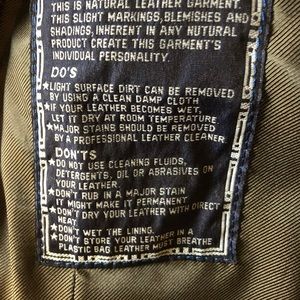 THIS IS NATURAL LEATHER GARMENT.
THIS SLIGHT MARKINGS, BLEMISHES AND
SHADINGS, INHERENT IN ANY NUTURAL
PRODUCT CREATE THIS GARMENT'S
INDIVIDUAL PERSONALITY.
DO'S
★LIGHT SURFACE DIRT CAN BE REMOVED
BY USING A CLEAN DAMP CLOTH
★IF YOUR LEATHER BECOMES WET,
LET IT DRY AT ROOM TEMPERATURE
★MAJOR STAINS SHOULD BE REMOVED
BY A PROFESSIONAL LEATHER CLEANER
DON'TS
★DO NOT USE CLEANING FLUIDS,
DETERGENTS, OIL OR ABRASIVES ON
YOUR LEATHER.
★DON'T RUB IN A MAJOR STAIN
IT MIGHT MAKE IT PERMANENT
★DON'T DRY YOUR LEATHER WITH DIRECT
HEAT
★DON'T WET THE LINING.
★DON'T STORE YOUR LEATHER IN A
PLASTIC BAG LEATHER MUST BREATHE